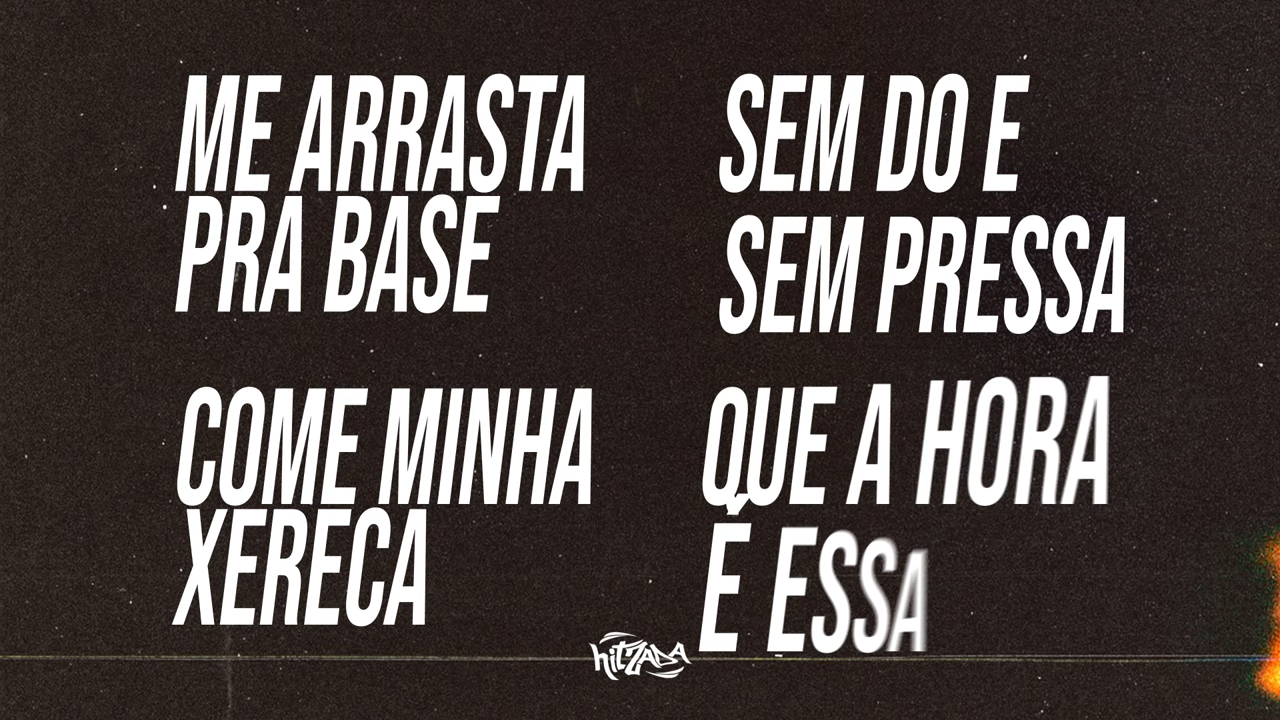 ME ARRASTA
PRA BASE
COME MINHA
XERECA
SEM DO E
SEM PRESSA
QUE A HORA
É ESSA
hitZADA